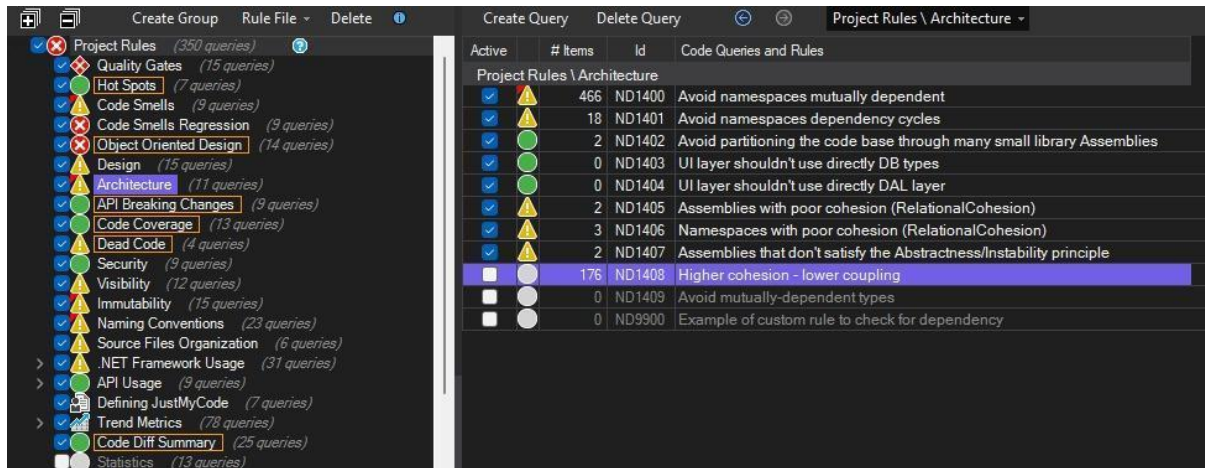 Create Group Rule File Delete
Project Rules (350 queries)
Quality Gates (15 queries)
Hot Spots (7 queries)
Code Smells (9 queries)
Code Smells Regression (9 queries)
Object Oriented Design (14 queries)
Design (15 queries)
Architecture (11 queries)
API Breaking Changes (9 queries)
Code Coverage (13 queries)
Dead Code (4 queries)
Security (9 queries)
Visibility (12 queries)
Immutability (15 queries)
Naming Conventions (23 queries)
Source Files Organization (6 queries)
.NET Framework Usage (31 queries)
API Usage (9 queries)
Defining JustMyCode (7 queries)
Trend Metrics (78 queries)
Code Diff Summary (25 queries)
Statistics (13 queries)
Create Query Delete Query Project Rules \ Architecture
Active # Items Id Code Queries and Rules
Project Rules \ Architecture
466 ND1400 Avoid namespaces mutually dependent
18 ND1401 Avoid namespaces dependency cycles
2 ND1402 Avoid partitioning the code base through many small library Assemblies
0 ND1403 UI layer shouldn't use directly DB types
0 ND1404 UI layer shouldn't use directly DAL layer
2 ND1405 Assemblies with poor cohesion (RelationalCohesion)
3 ND1406 Namespaces with poor cohesion (RelationalCohesion)
2 ND1407 Assemblies that don't satisfy the Abstractness/Instability principle
176 ND1408 Higher cohesion - lower coupling
0 ND1409 Avoid mutually-dependent types
0 ND9900 Example of custom rule to check for dependency